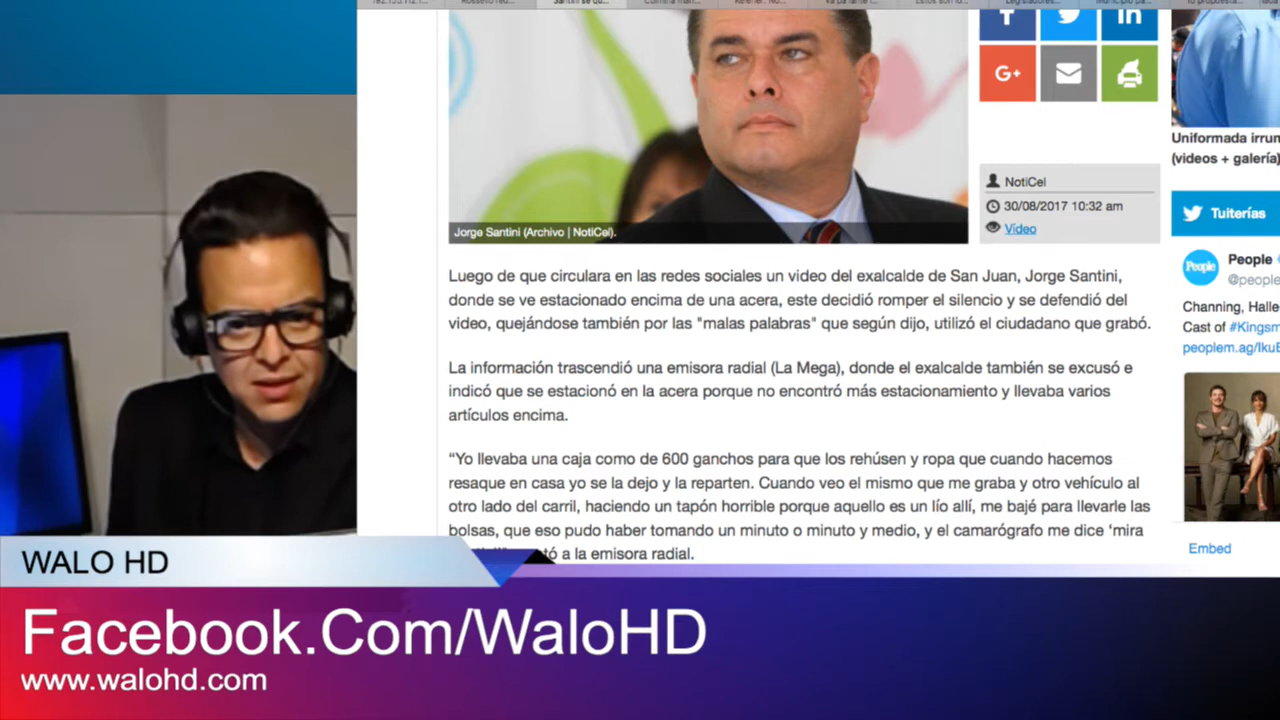 Santini se qu...
Jorge Santini (Archivo | NotiCel).
G+
NotiCel
30/08/2017 10:32 am
Video
Luego de que circulara en las redes sociales un video del exalcalde de San Juan, Jorge Santini,
donde se ve estacionado encima de una acera, este decidió romper el silencio y se defendió del
video, quejándose también por las "malas palabras" que según dijo, utilizó el ciudadano que grabó.
La información trascendió una emisora radial (La Mega), donde el exalcalde también se excusó e
indicó que se estacionó en la acera porque no encontró más estacionamiento y llevaba varios
artículos encima.
“Yo llevaba una caja como de 600 ganchos para que los rehúsen y ropa que cuando hacemos
resaque en casa yo se la dejo y la reparten. Cuando veo el mismo que me graba y otro vehículo al
otro lado del carril, haciendo un tapón horrible porque aquello es un lío allí, me bajé para llevarle las
bolsas, que eso pudo haber tomando un minuto o minuto y medio, y el camarógrafo me dice ‘mira
a la emisora radial.
Uniformada irrun
(videos + galería)
Tuiterías
People
People
@people
Channing, Halle
Cast of #Kingsm
peoplem.ag/IkuE
Embed
WALO HD
Facebook.Com/WaloHD
www.walohd.com